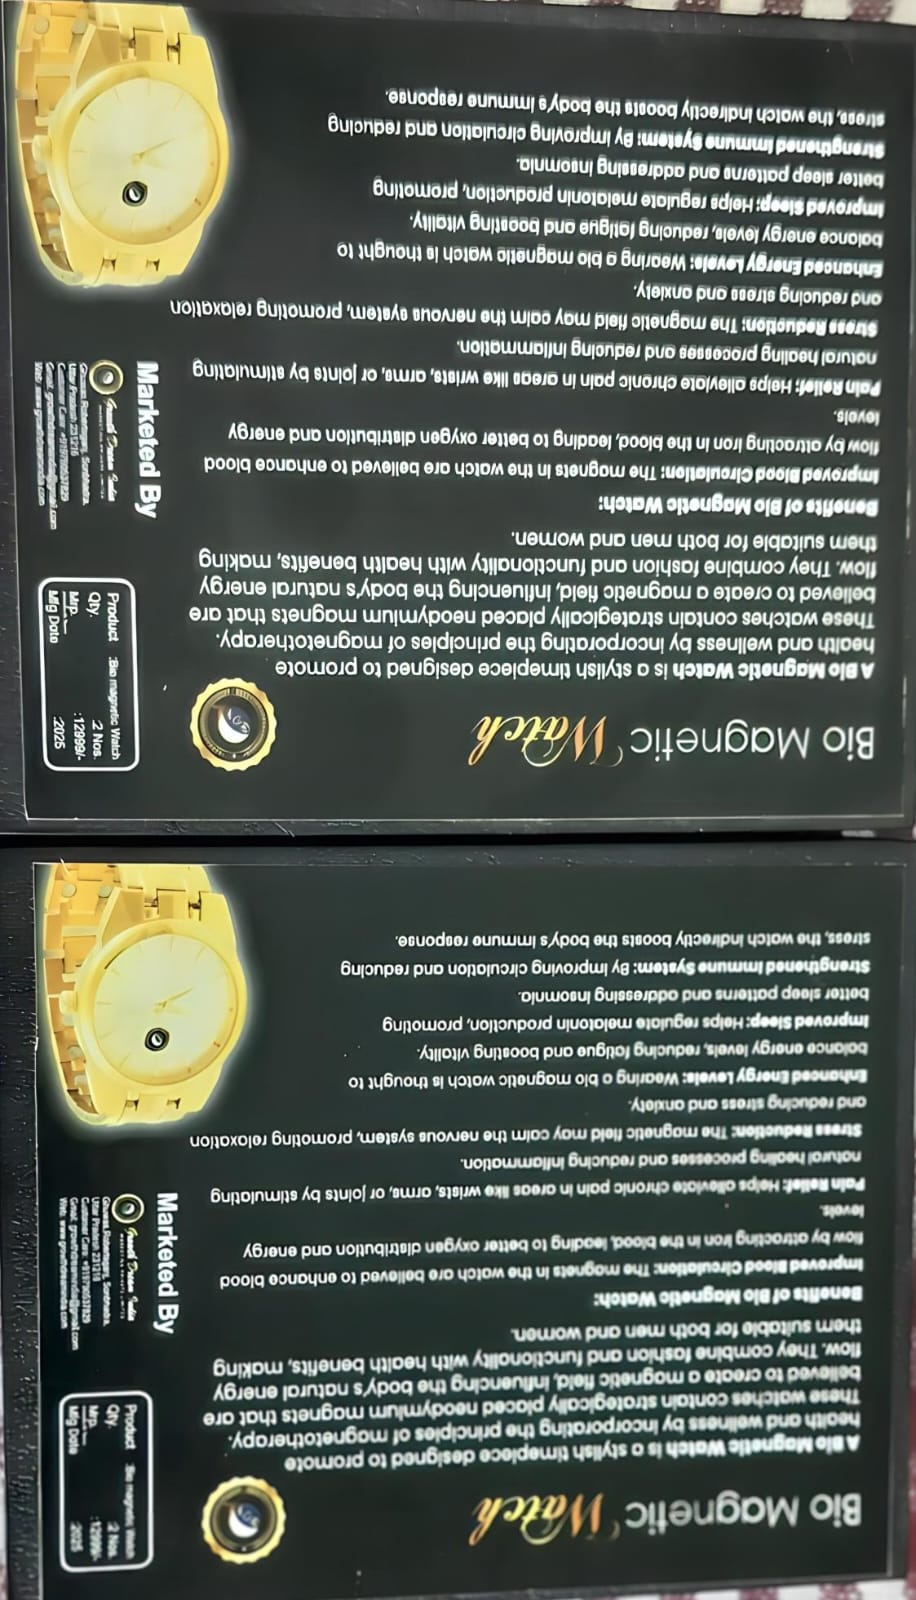 Bio Magnetic Watch
A Bio Magnetic Watch is a stylish timepiece designed to promote
health and wellness by incorporating the principles of magnetotherapy.
These watches contain strategically placed neodymium magnets that are
believed to create a magnetic field, influencing the body's natural energy
flow. They combine fashion and functionality with health benefits, making
them suitable for both men and women.
Benefits of Bio Magnetic Watch:
Improved Blood Circulation: The magnets in the watch are believed to enhance blood
flow by attracting iron in the blood, leading to better oxygen distribution and energy
levels.
Pain Relief: Helps alleviate chronic pain in areas like wrists, arms, or joints by stimulating
natural healing processes and reducing inflammation.
Stress Reduction: The magnetic field may calm the nervous system, promoting relaxation
and reducing stress and anxiety.
Enhanced Energy Levels: Wearing a bio magnetic watch is thought to
balance energy levels, reducing fatigue and boosting vitality.
Improved Sleep: Helps regulate melatonin production, promoting
better sleep patterns and addressing insomnia.
Strengthened Immune System: By improving circulation and reducing
stress, the watch indirectly boosts the body's immune response.
Product :Bio magnetic Watch
Qty. :2 Nos.
Mrp. :12999/-
Mfg Date :2025
Marketed By
Dream India
Uttar Pradesh 231216
Customer Care
Bio Magnetic Watch
A Bio Magnetic Watch is a stylish timepiece designed to promote
health and wellness by incorporating the principles of magnetotherapy.
These watches contain strategically placed neodymium magnets that are
believed to create a magnetic field, influencing the body's natural energy
flow. They combine fashion and functionality with health benefits, making
them suitable for both men and women.
Benefits of Bio Magnetic Watch:
Improved Blood Circulation: The magnets in the watch are believed to enhance blood
flow by attracting iron in the blood, leading to better oxygen distribution and energy
levels.
Pain Relief: Helps alleviate chronic pain in areas like wrists, arms, or joints by stimulating
natural healing processes and reducing inflammation.
Stress Reduction: The magnetic field may calm the nervous system, promoting relaxation
and reducing stress and anxiety.
Enhanced Energy Levels: Wearing a bio magnetic watch is thought to
balance energy levels, reducing fatigue and boosting vitality.
Improved Sleep: Helps regulate melatonin production, promoting
better sleep patterns and addressing insomnia.
Strengthened Immune System: By improving circulation and reducing
stress, the watch indirectly boosts the body's immune response.
Product :Bio magnetic Watch
Qty. :2 Nos.
Mrp. :12999/-
Mfg Date :2025
Marketed By
Dream India
Uttar Pradesh 231216
Customer Care